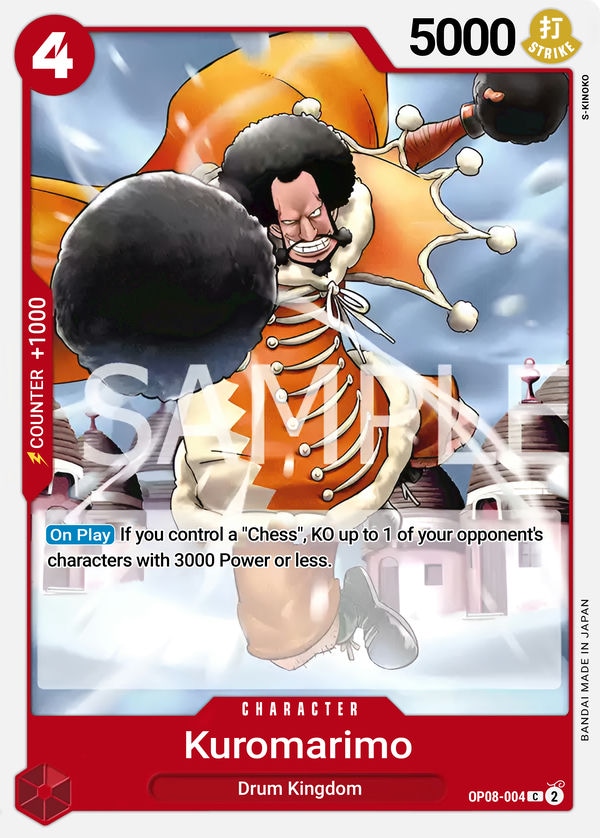 4
5000
打
STRIKE
S-KINOKO
COUNTER +1000
SAMPLE
On Play If you control a "Chess", KO up to 1 of your opponent's
characters with 3000 Power or less.
BANDAI MADE IN JAPAN
CHARACTER
Kuromarimo
Drum Kingdom
OP08-004 C 2